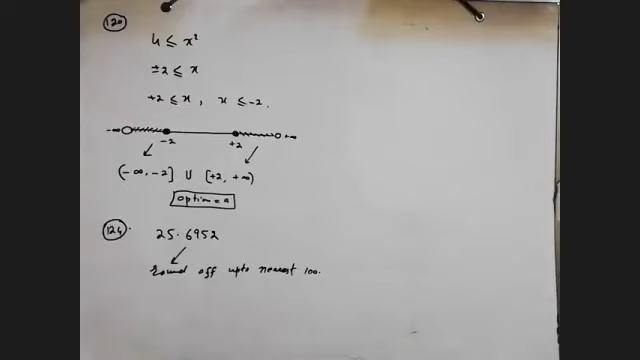 120
4 ≤ x²
±2 ≤ x
+2 ≤ x, x ≤ -2.
-∞ -2 +2 +∞
(-∞, -2] ∪ [+2, +∞)
option = a
124.
25.6952
round off upto nearest 100.